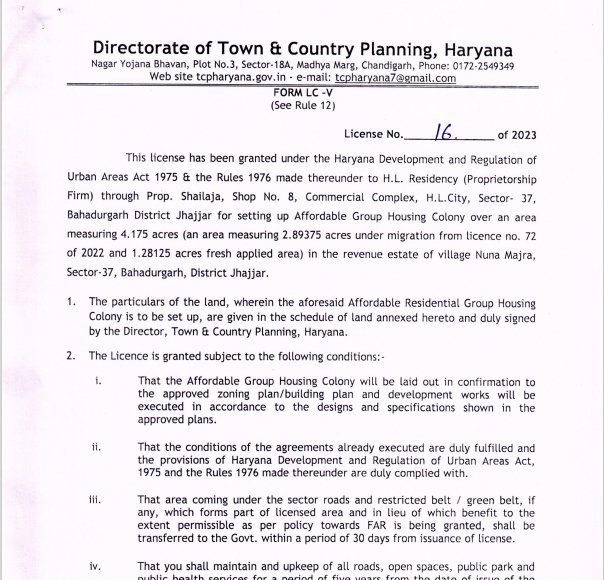 Directorate of Town & Country Planning, Haryana
Nagar Yojana Bhavan, Plot No.3, Sector-18A, Madhya Marg, Chandigarh, Phone: 0172-2549349
Web site tcpharyana.gov.in - e-mail: tcpharyana7@gmail.com
FORM LC -V
(See Rule 12)
License No. 16. of 2023
This license has been granted under the Haryana Development and Regulation of
Urban Areas Act 1975 & the Rules 1976 made thereunder to H.L. Residency (Proprietorship
Firm) through Prop. Shailaja, Shop No. 8, Commercial Complex, H.L.City, Sector- 37,
Bahadurgarh District Jhajjar for setting up Affordable Group Housing Colony over an area
measuring 4.175 acres (an area measuring 2.89375 acres under migration from licence no. 72
of 2022 and 1.28125 acres fresh applied area) in the revenue estate of village Nuna Majra,
Sector-37, Bahadurgarh, District Jhajjar.
1. The particulars of the land, wherein the aforesaid Affordable Residential Group Housing
Colony is to be set up, are given in the schedule of land annexed hereto and duly signed
by the Director, Town & Country Planning, Haryana.
2. The Licence is granted subject to the following conditions:-
i. That the Affordable Group Housing Colony will be laid out in confirmation to
the approved zoning plan/building plan and development works will be
executed in accordance to the designs and specifications shown in the
approved plans.
ii. That the conditions of the agreements already executed are duly fulfilled and
the provisions of Haryana Development and Regulation of Urban Areas Act,
1975 and the Rules 1976 made thereunder are duly complied with.
iii. That area coming under the sector roads and restricted belt / green belt, if
any, which forms part of licensed area and in lieu of which benefit to the
extent permissible as per policy towards FAR is being granted, shall be
transferred to the Govt. within a period of 30 days from issuance of license.
iv. That you shall maintain and upkeep of all roads, open spaces, public park and
public health services for a period of five years from the date of issue of the